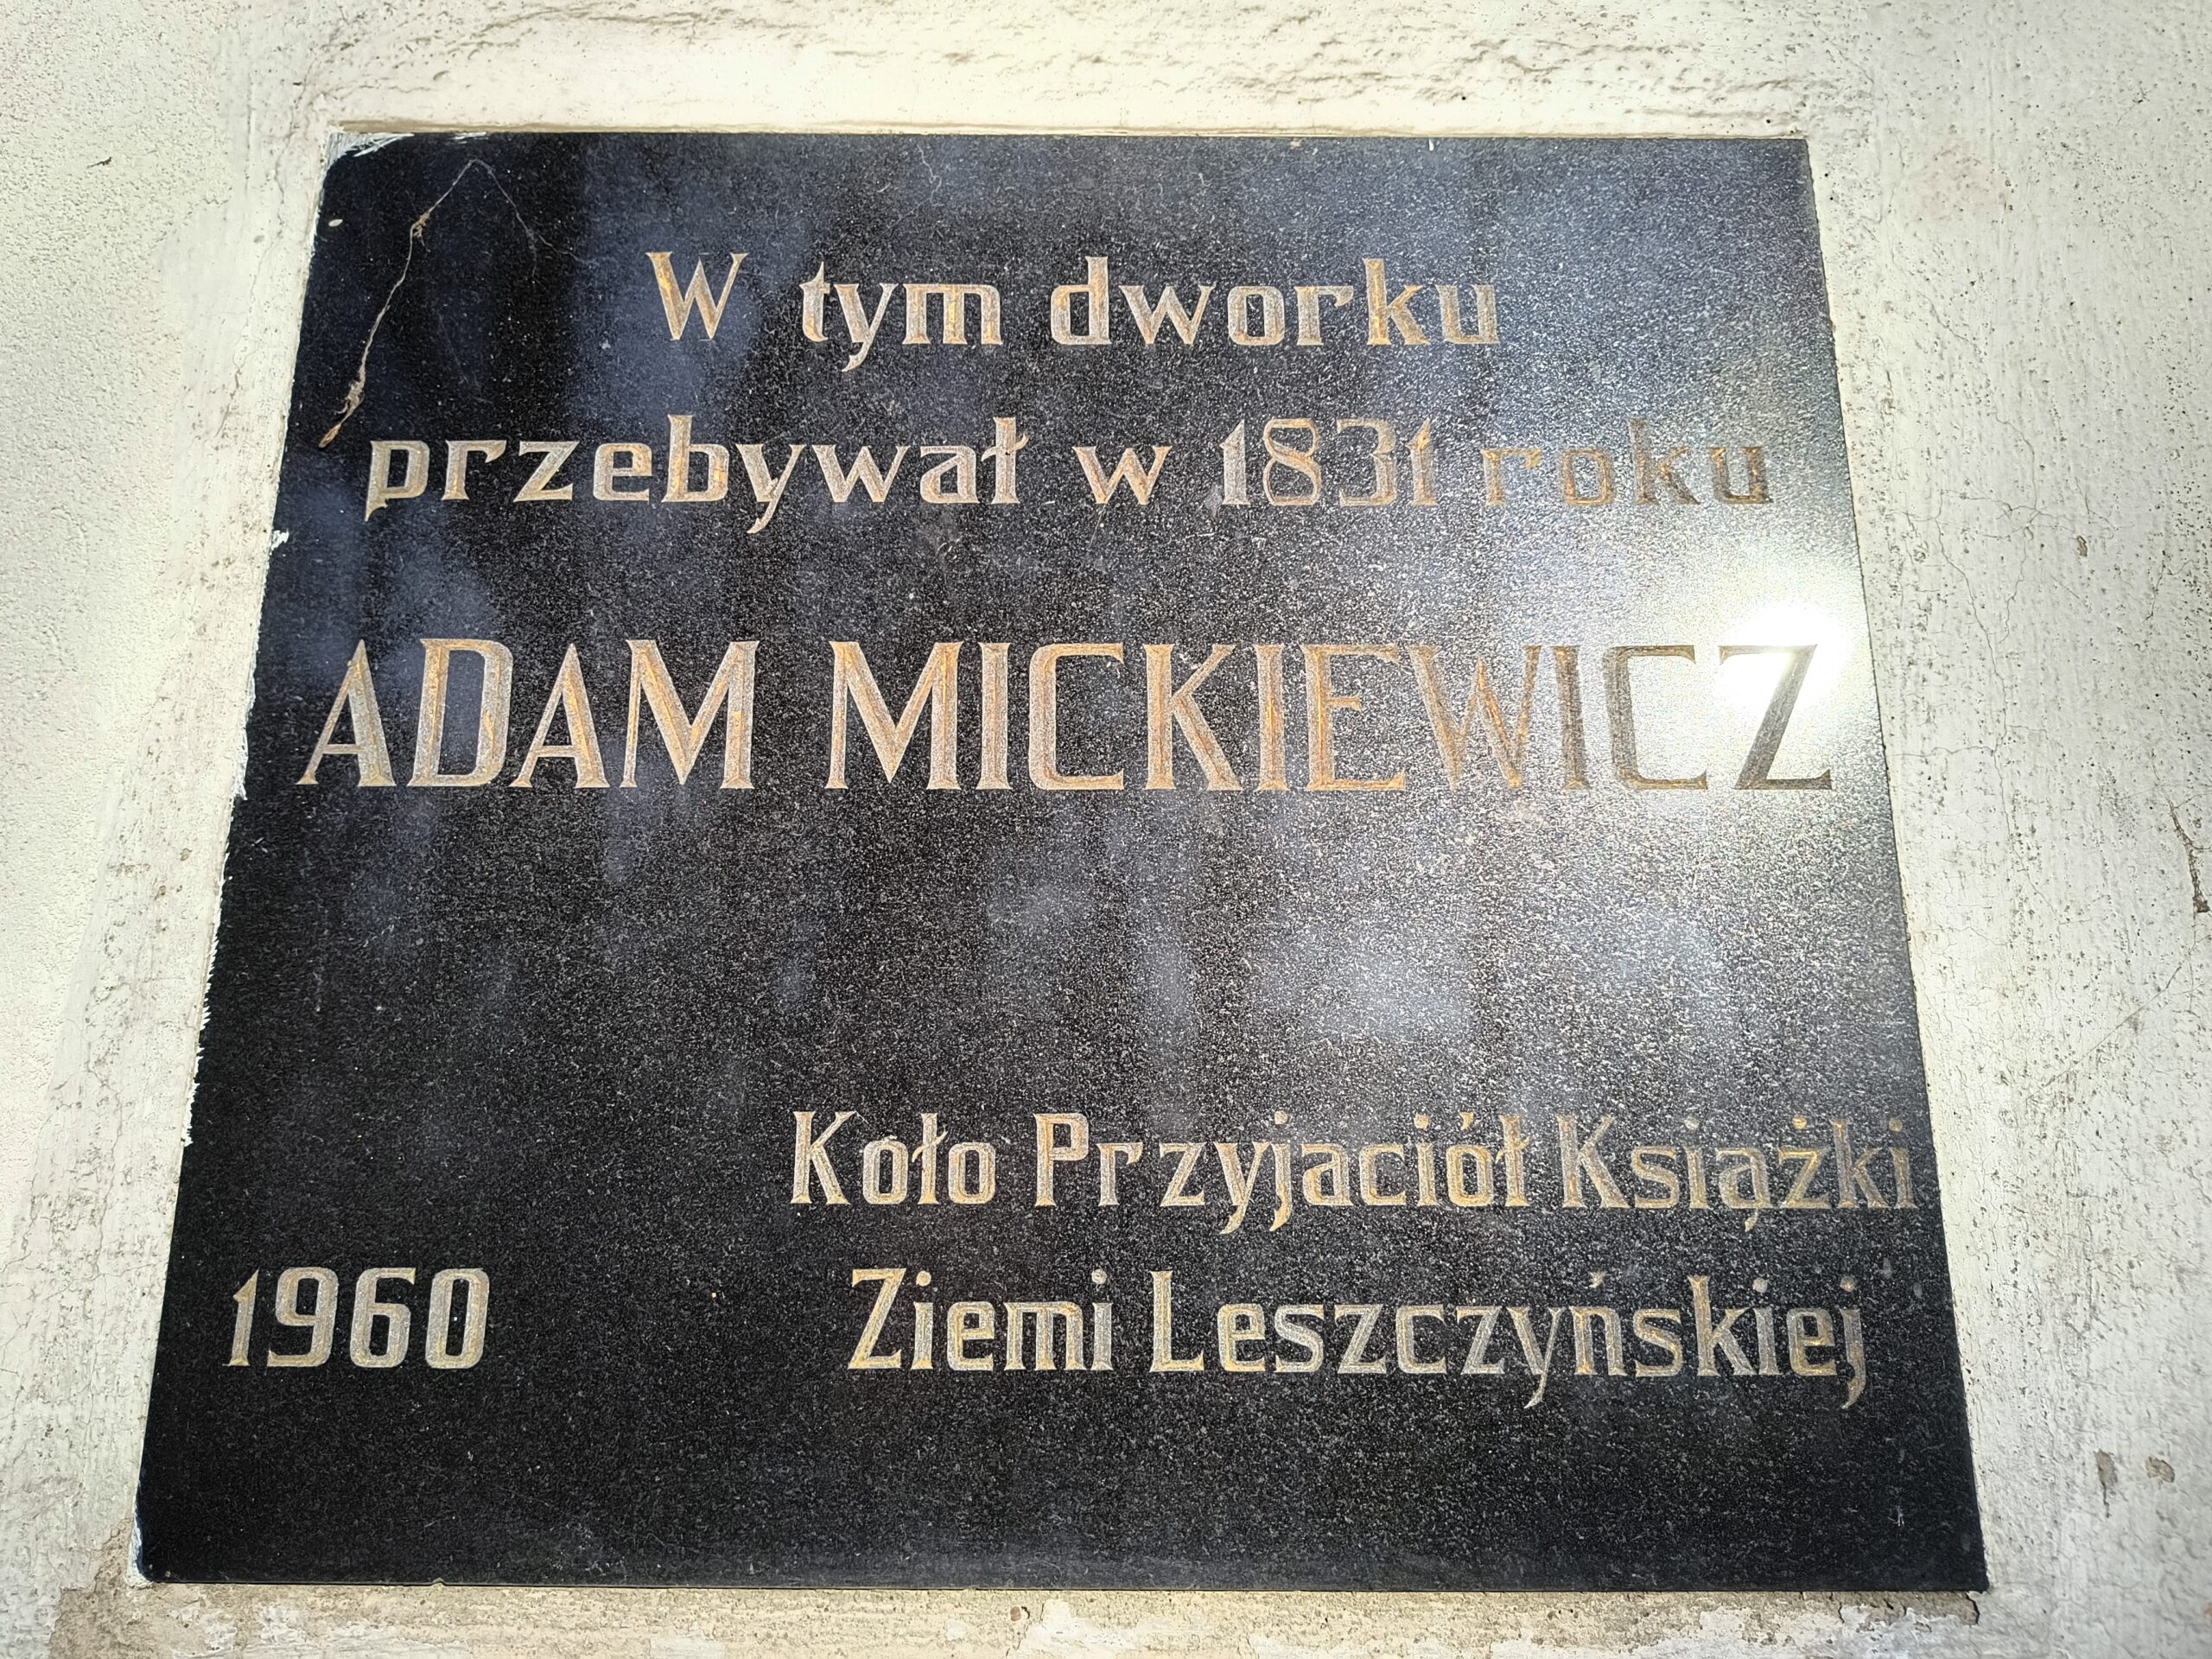 W tym dworku
przebywał w 1831 roku
ADAM MICKIEWICZ
Koło Przyjaciół Książki
1960 Ziemi Leszczyńskiej